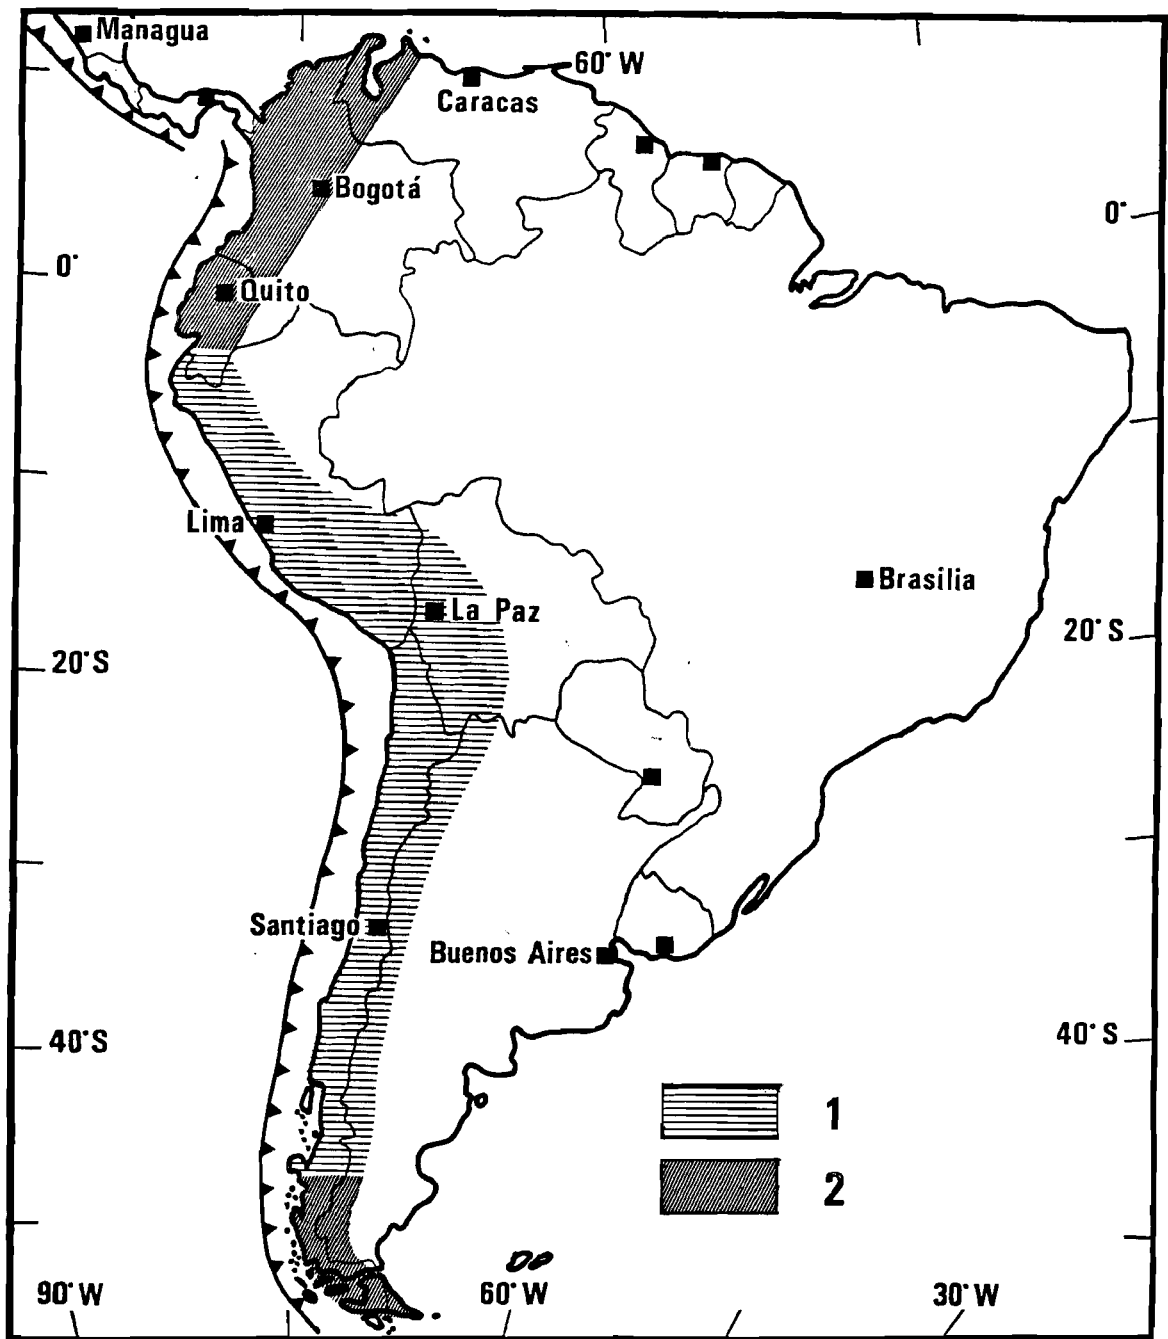 Managua
60° W
Caracas
Bogotá
0°
0°
Quito
Lima
Brasilia
La Paz
20° S
20° S
Santiago
Buenos Aires
40° S
40° S
1
2
90° W
60° W
30° W